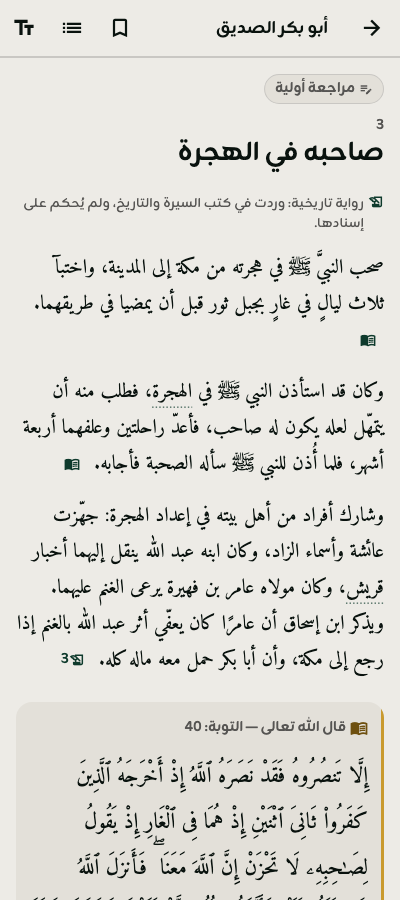 أبو بكر الصديق
مراجعة أولية
3
صاحبه في الهجرة
رواية تاريخية: وردت في كتب السيرة والتاريخ، ولم يُحكم على
إسنادها.
صحب النبيَّ ﷺ في هجرته من مكة إلى المدينة، واختبآ
ثلاث ليالٍ في غارٍ بجبل ثور قبل أن يمضيا في طريقهما.
وكان قد استأذن النبي ﷺ في الهجرة، فطلب منه أن
يتمهّل لعله يكون له صاحب، فأعدّ راحلتين وعلفهما أربعة
أشهر، فلما أُذن للنبي ﷺ سأله الصحبة فأجابه.
وشارك أفراد من أهل بيته في إعداد الهجرة: جهّزت
عائشة وأسماء الزاد، وكان ابنه عبد الله ينقل إليهما أخبار
قريش، وكان مولاه عامر بن فهيرة يرعى الغنم عليهما.
ويذكر ابن إسحاق أن عامرًا كان يعفّي أثر عبد الله بالغنم إذا
رجع إلى مكة، وأن أبا بكر حمل معه ماله كله. 3
قال الله تعالى — التوبة: 40
إِلَّا تَنصُرُوهُ فَقَدْ نَصَرَهُ ٱللَّهُ إِذْ أَخْرَجَهُ ٱلَّذِينَ
كَفَرُوا۟ ثَانِىَ ٱثْنَيْنِ إِذْ هُمَا فِى ٱلْغَارِ إِذْ يَقُولُ
لِصَـٰحِبِهِۦ لَا تَحْزَنْ إِنَّ ٱللَّهَ مَعَنَا ۖ فَأَنزَلَ ٱللَّهُ